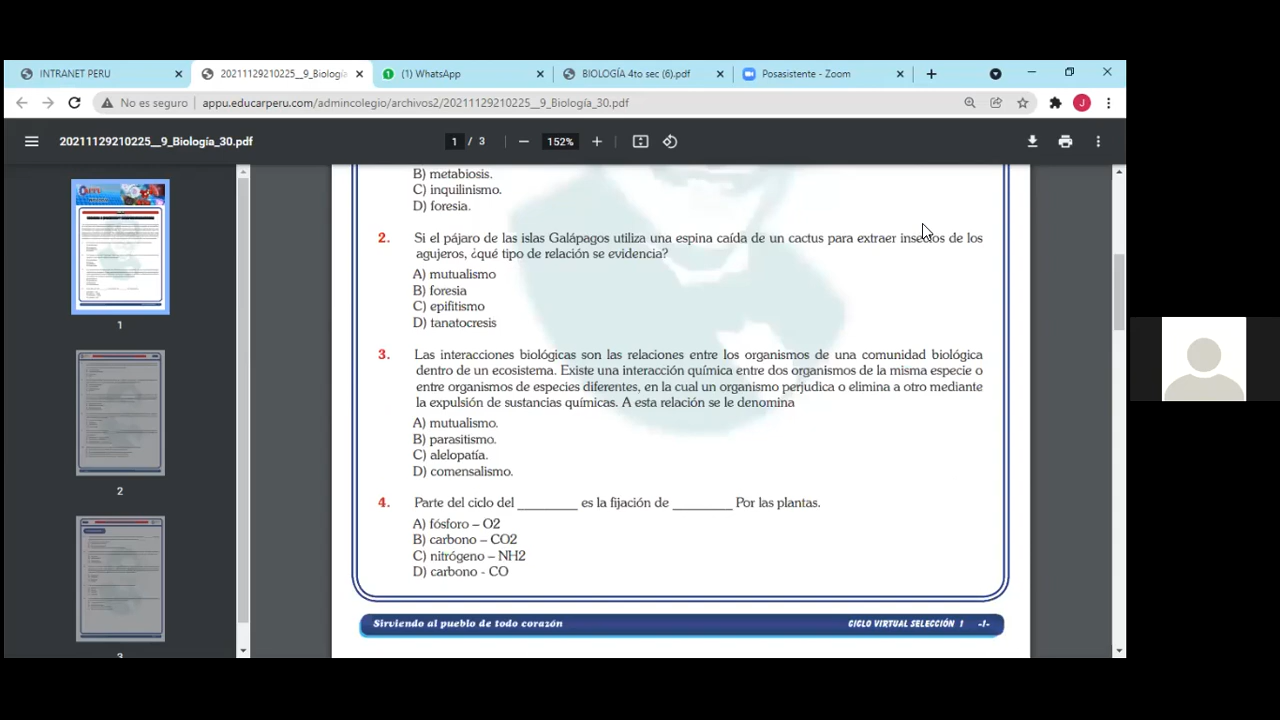 INTRANET PERU
20211129210225__9_Biología
(1) WhatsApp
BIOLOGÍA 4to sec (6).pdf
Posasistente - Zoom
No es seguro
appu.educarperu.com/admincolegio/archivos2/20211129210225__9_Biología_30.pdf
20211129210225__9_Biología_30.pdf
1 / 3
152%
B) metabiosis.
C) inquilinismo.
D) foresia.
2. Si el pájaro de las islas Galápagos utiliza una espina caída de un cactus para extraer insectos de los
agujeros, ¿qué tipo de relación se evidencia?
A) mutualismo
B) foresia
C) epifitismo
D) tanatocresis
3. Las interacciones biológicas son las relaciones entre los organismos de una comunidad biológica
dentro de un ecosistema. Existe una interacción química entre dos organismos de la misma especie o
entre organismos de especies diferentes, en la cual un organismo perjudica o elimina a otro mediante
la expulsión de sustancias químicas. A esta relación se le denomina
A) mutualismo.
B) parasitismo.
C) alelopatía.
D) comensalismo.
4. Parte del ciclo del _________ es la fijación de _________ Por las plantas.
A) fósforo – O2
B) carbono – CO2
C) nitrógeno – NH2
D) carbono - CO
Sirviendo al pueblo de todo corazón
CICLO VIRTUAL SELECCIÓN 1 -1-
1
2
3